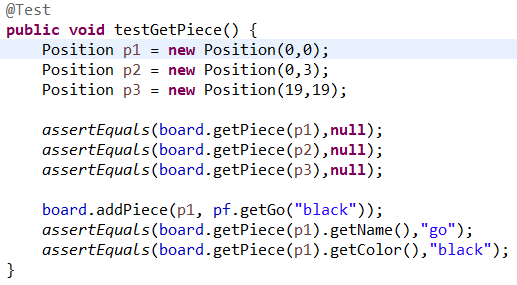 @Test
public void testGetPiece() {
    Position p1 = new Position(0,0);
    Position p2 = new Position(0,3);
    Position p3 = new Position(19,19);

    assertEquals(board.getPiece(p1),null);
    assertEquals(board.getPiece(p2),null);
    assertEquals(board.getPiece(p3),null);

    board.addPiece(p1, pf.getGo("black"));
    assertEquals(board.getPiece(p1).getName(),"go");
    assertEquals(board.getPiece(p1).getColor(),"black");
}